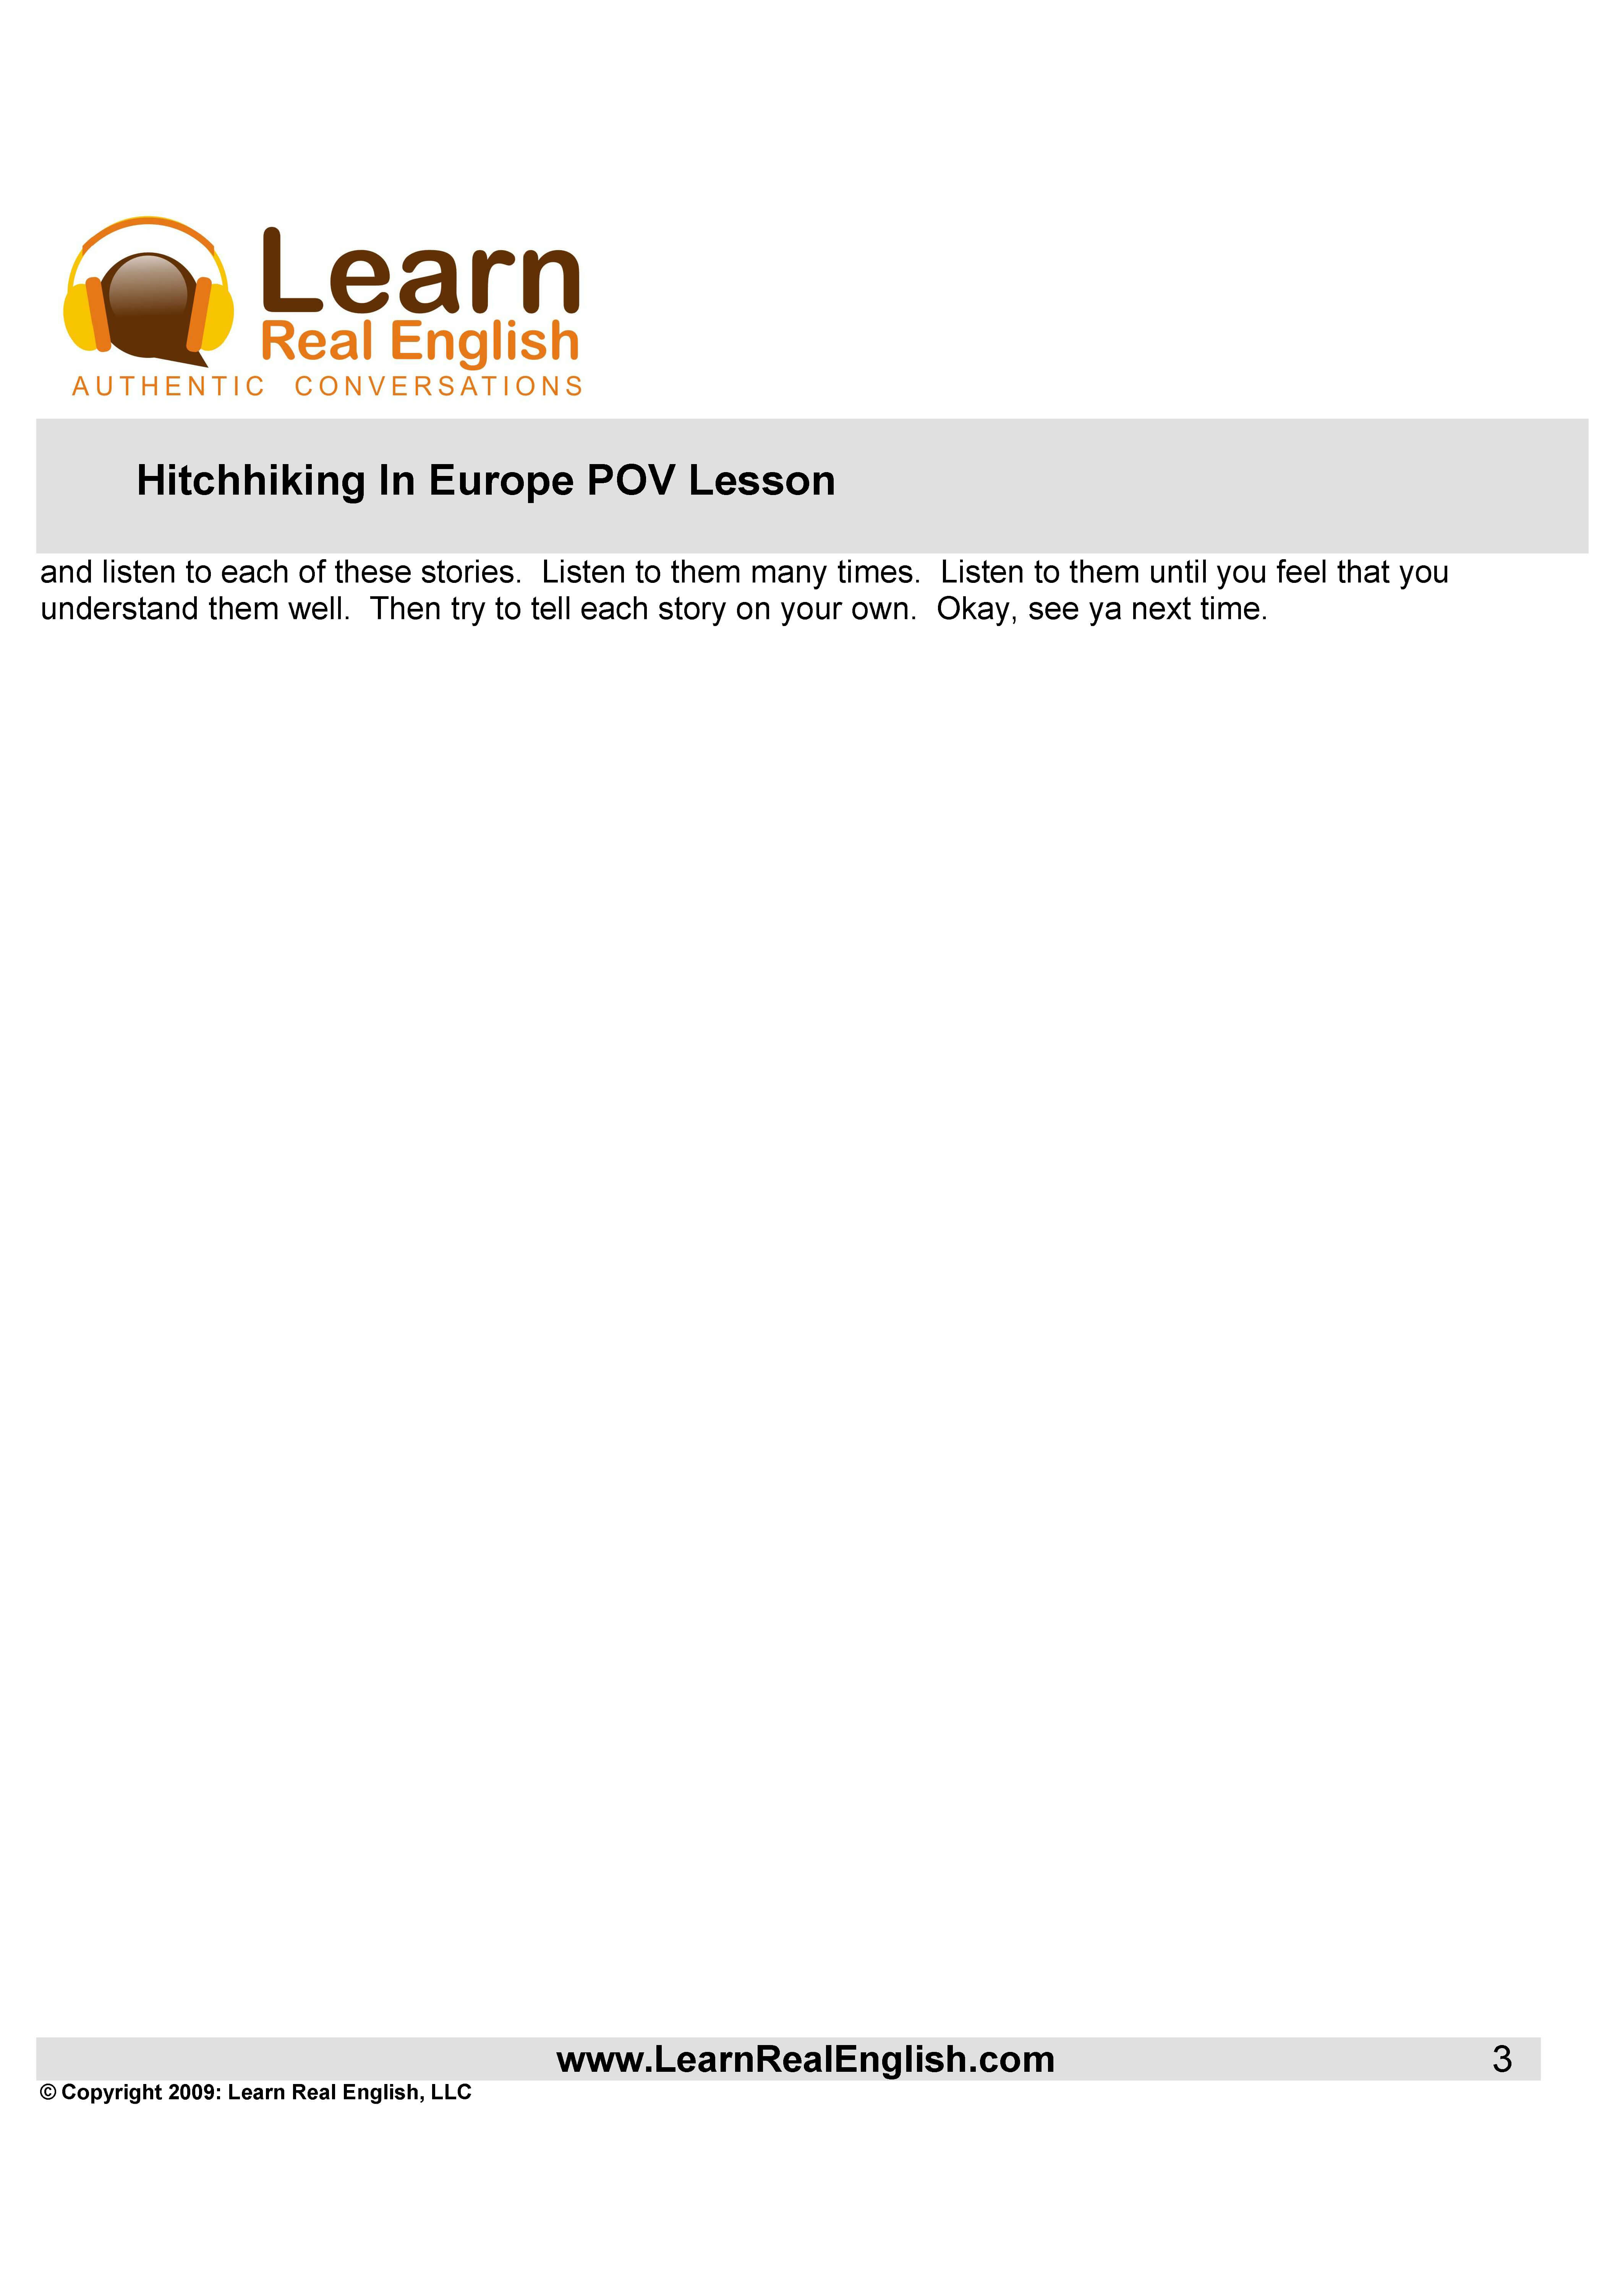 Learn
Real English
AUTHENTIC CONVERSATIONS
Hitchhiking In Europe POV Lesson
and listen to each of these stories.  Listen to them many times.  Listen to them until you feel that you
understand them well.  Then try to tell each story on your own.  Okay, see ya next time.
www.LearnRealEnglish.com 3
© Copyright 2009: Learn Real English, LLC